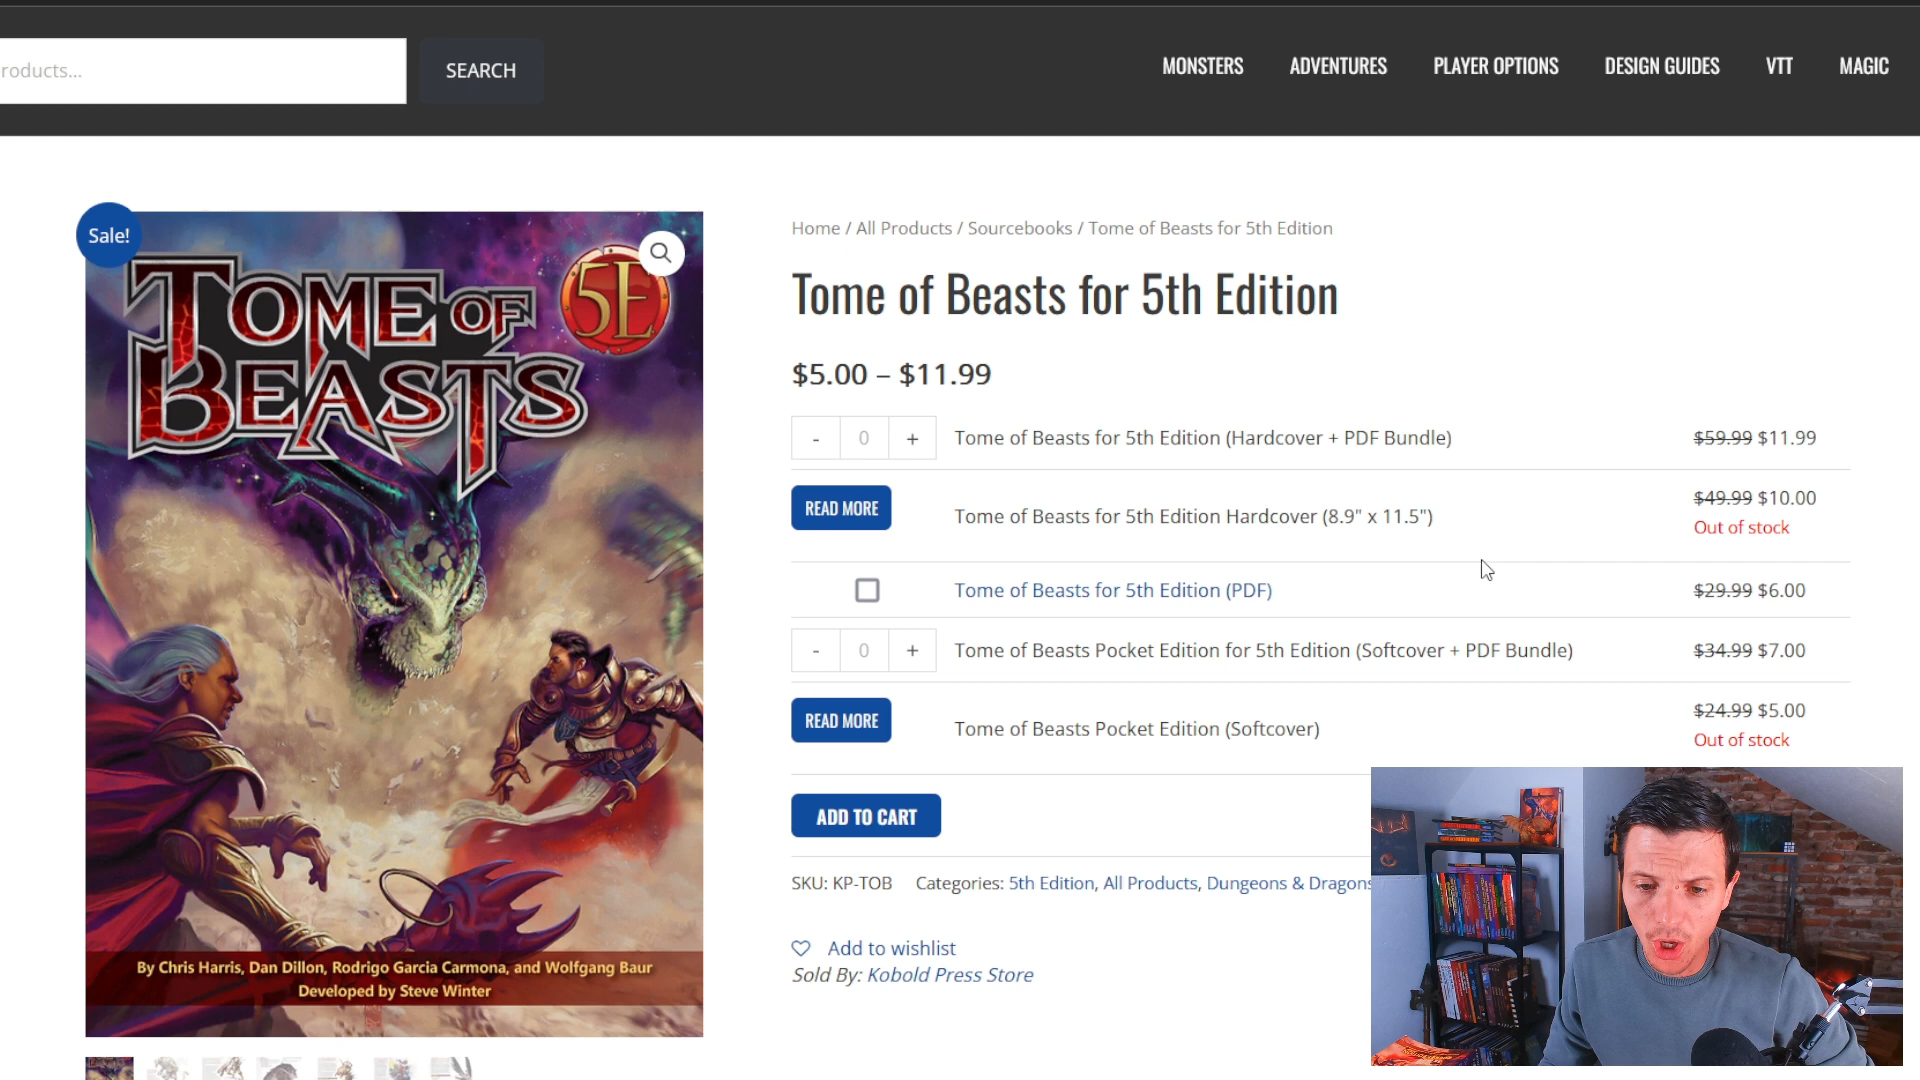 roducts...
SEARCH
MONSTERS
ADVENTURES
PLAYER OPTIONS
DESIGN GUIDES
VTT
MAGIC
Sale!
TOME OF
BEASTS
5E
By Chris Harris, Dan Dillon, Rodrigo Garcia Carmona, and Wolfgang Baur
Developed by Steve Winter
Home / All Products / Sourcebooks / Tome of Beasts for 5th Edition
Tome of Beasts for 5th Edition
$5.00 – $11.99
- 0 + Tome of Beasts for 5th Edition (Hardcover + PDF Bundle) $59.99 $11.99
READ MORE Tome of Beasts for 5th Edition Hardcover (8.9" x 11.5") $49.99 $10.00
Out of stock
Tome of Beasts for 5th Edition (PDF) $29.99 $6.00
- 0 + Tome of Beasts Pocket Edition for 5th Edition (Softcover + PDF Bundle) $34.99 $7.00
READ MORE Tome of Beasts Pocket Edition (Softcover) $24.99 $5.00
Out of stock
ADD TO CART
SKU: KP-TOB Categories: 5th Edition, All Products, Dungeons & Dragons
Add to wishlist
Sold By: Kobold Press Store